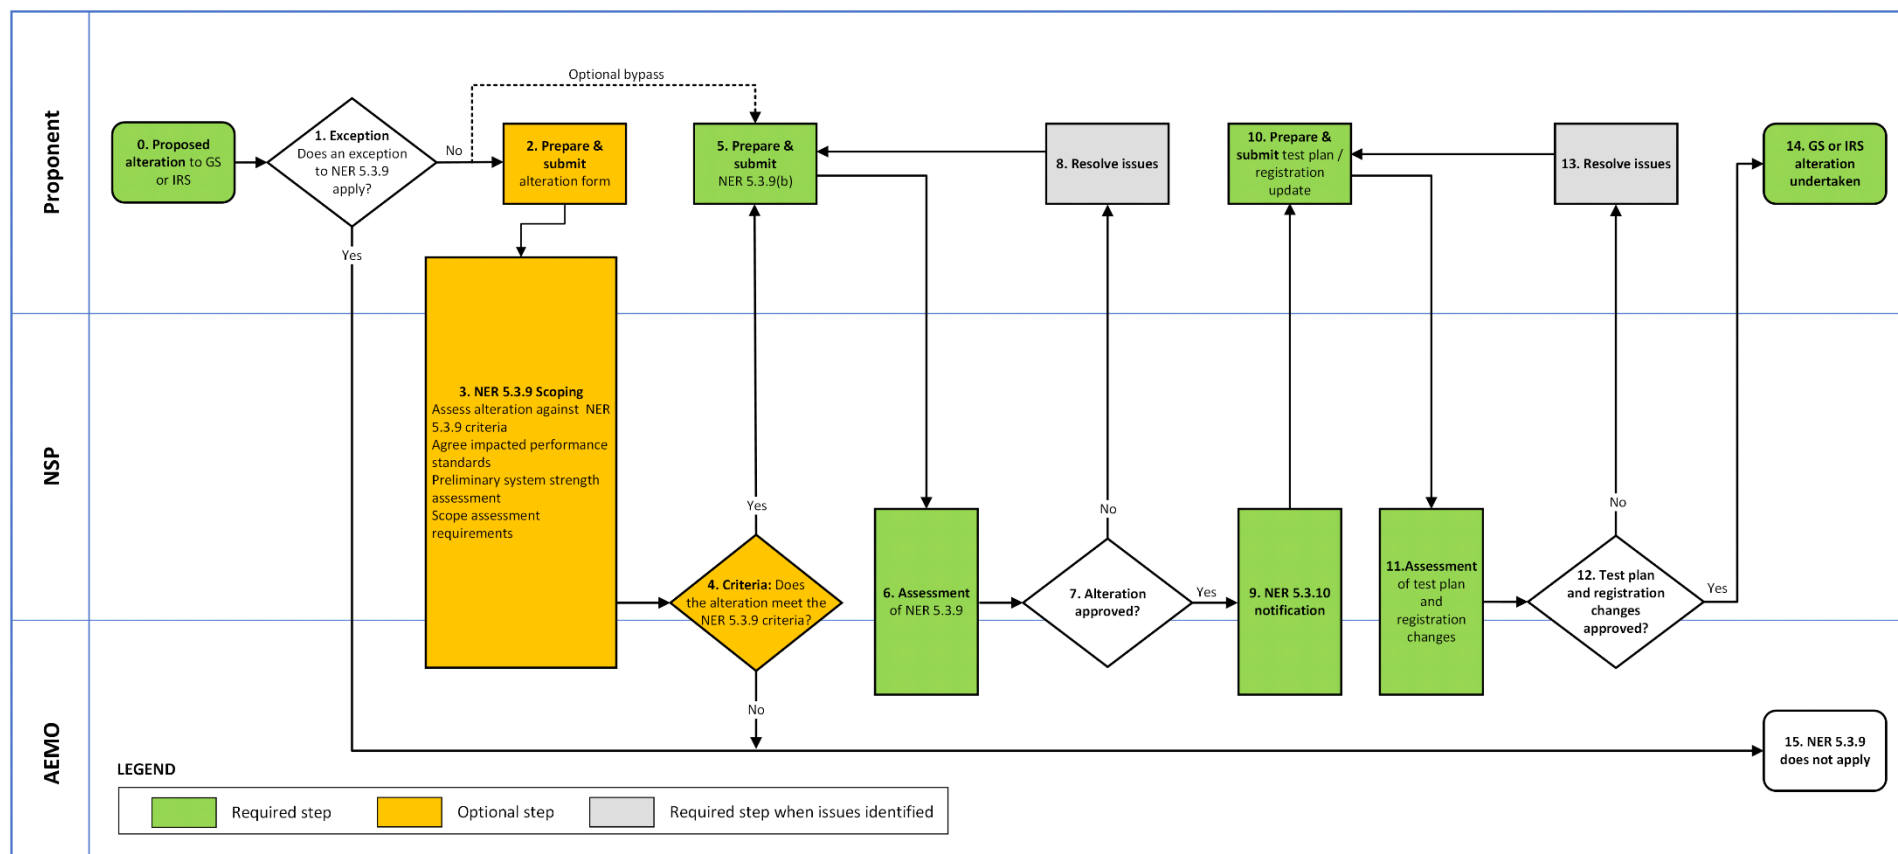 Proponent
NSP
AEMO
Optional bypass
0. Proposed
alteration to GS
or IRS
1. Exception
Does an exception
to NER 5.3.9
apply?
No
Yes
2. Prepare &
submit
alteration form
3. NER 5.3.9 Scoping
Assess alteration against NER
5.3.9 criteria
Agree impacted performance
standards
Preliminary system strength
assessment
Scope assessment
requirements
4. Criteria: Does
the alteration meet the
NER 5.3.9 criteria?
Yes
No
5. Prepare &
submit
NER 5.3.9(b)
6. Assessment
of NER 5.3.9
7. Alteration
approved?
No
Yes
8. Resolve issues
9. NER 5.3.10
notification
10. Prepare &
submit test plan /
registration
update
11.Assessment
of test plan
and
registration
changes
12. Test plan
and registration
changes
approved?
No
Yes
13. Resolve issues
14. GS or IRS
alteration
undertaken
15. NER 5.3.9
does not apply
LEGEND
Required step
Optional step
Required step when issues identified